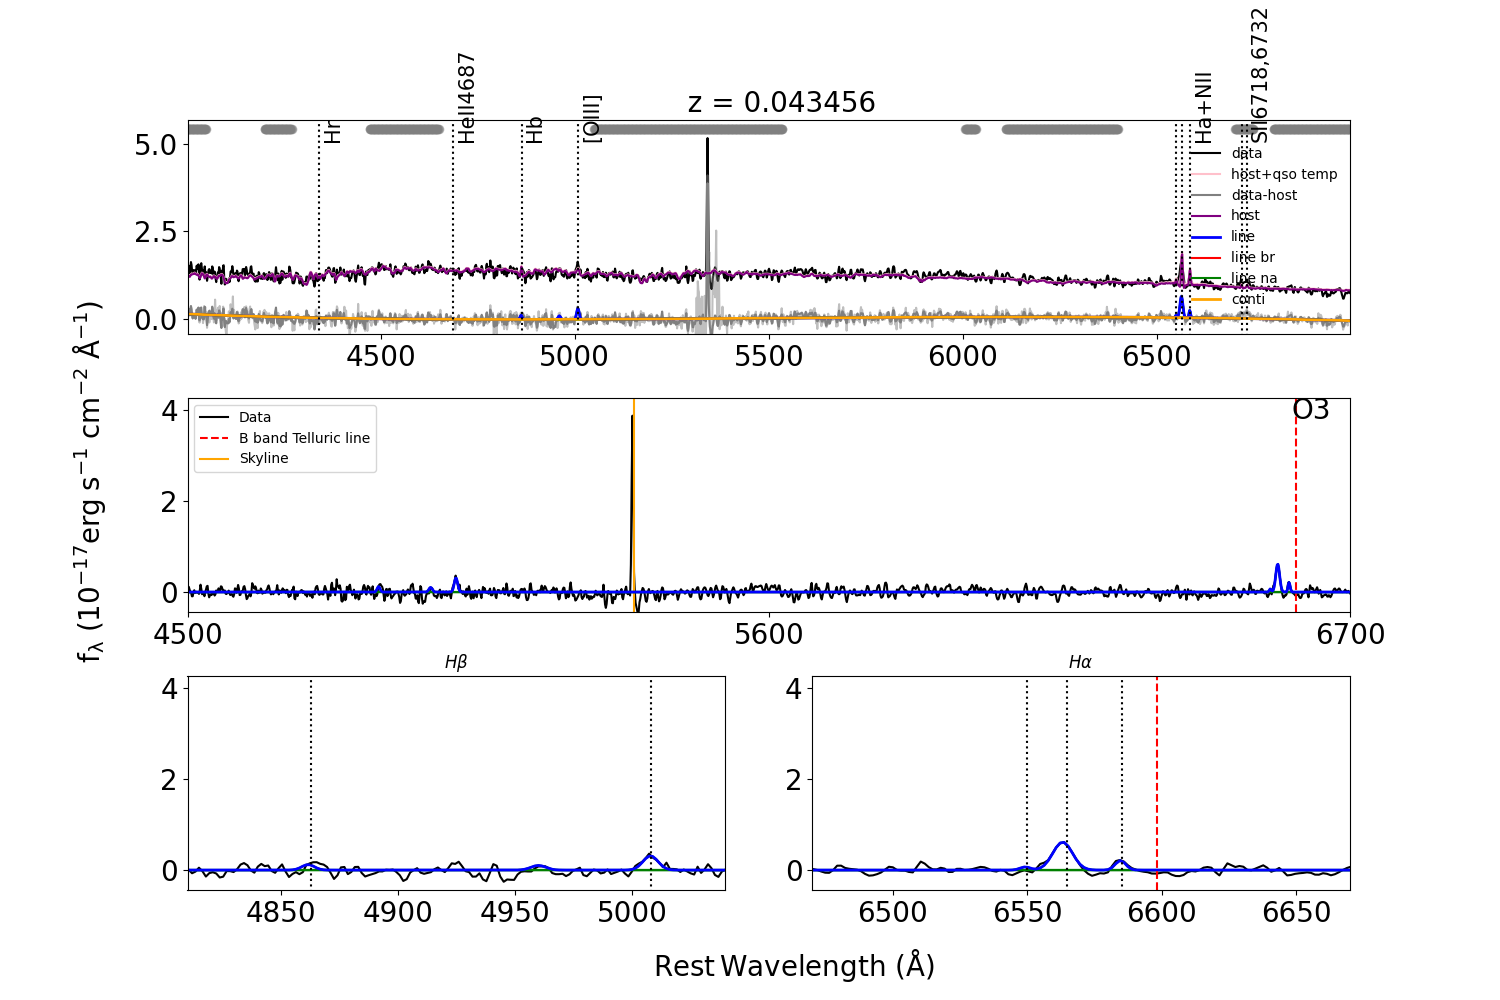 z = 0.043456
Hr
HeII4687
Hb
[OIII]
Ha+NII
SII6718,6732
data
host+qso temp
data-host
host
line
line br
line na
conti
5.0
2.5
0.0
4500 5000 5500 6000 6500
fλ (10⁻¹⁷erg s⁻¹ cm⁻² Å⁻¹)
Data
B band Telluric line
Skyline
O3
4
2
0
4500 5600 6700
Hβ
4
2
0
4850 4900 4950 5000
Hα
4
2
0
6500 6550 6600 6650
Rest Wavelength (Å)